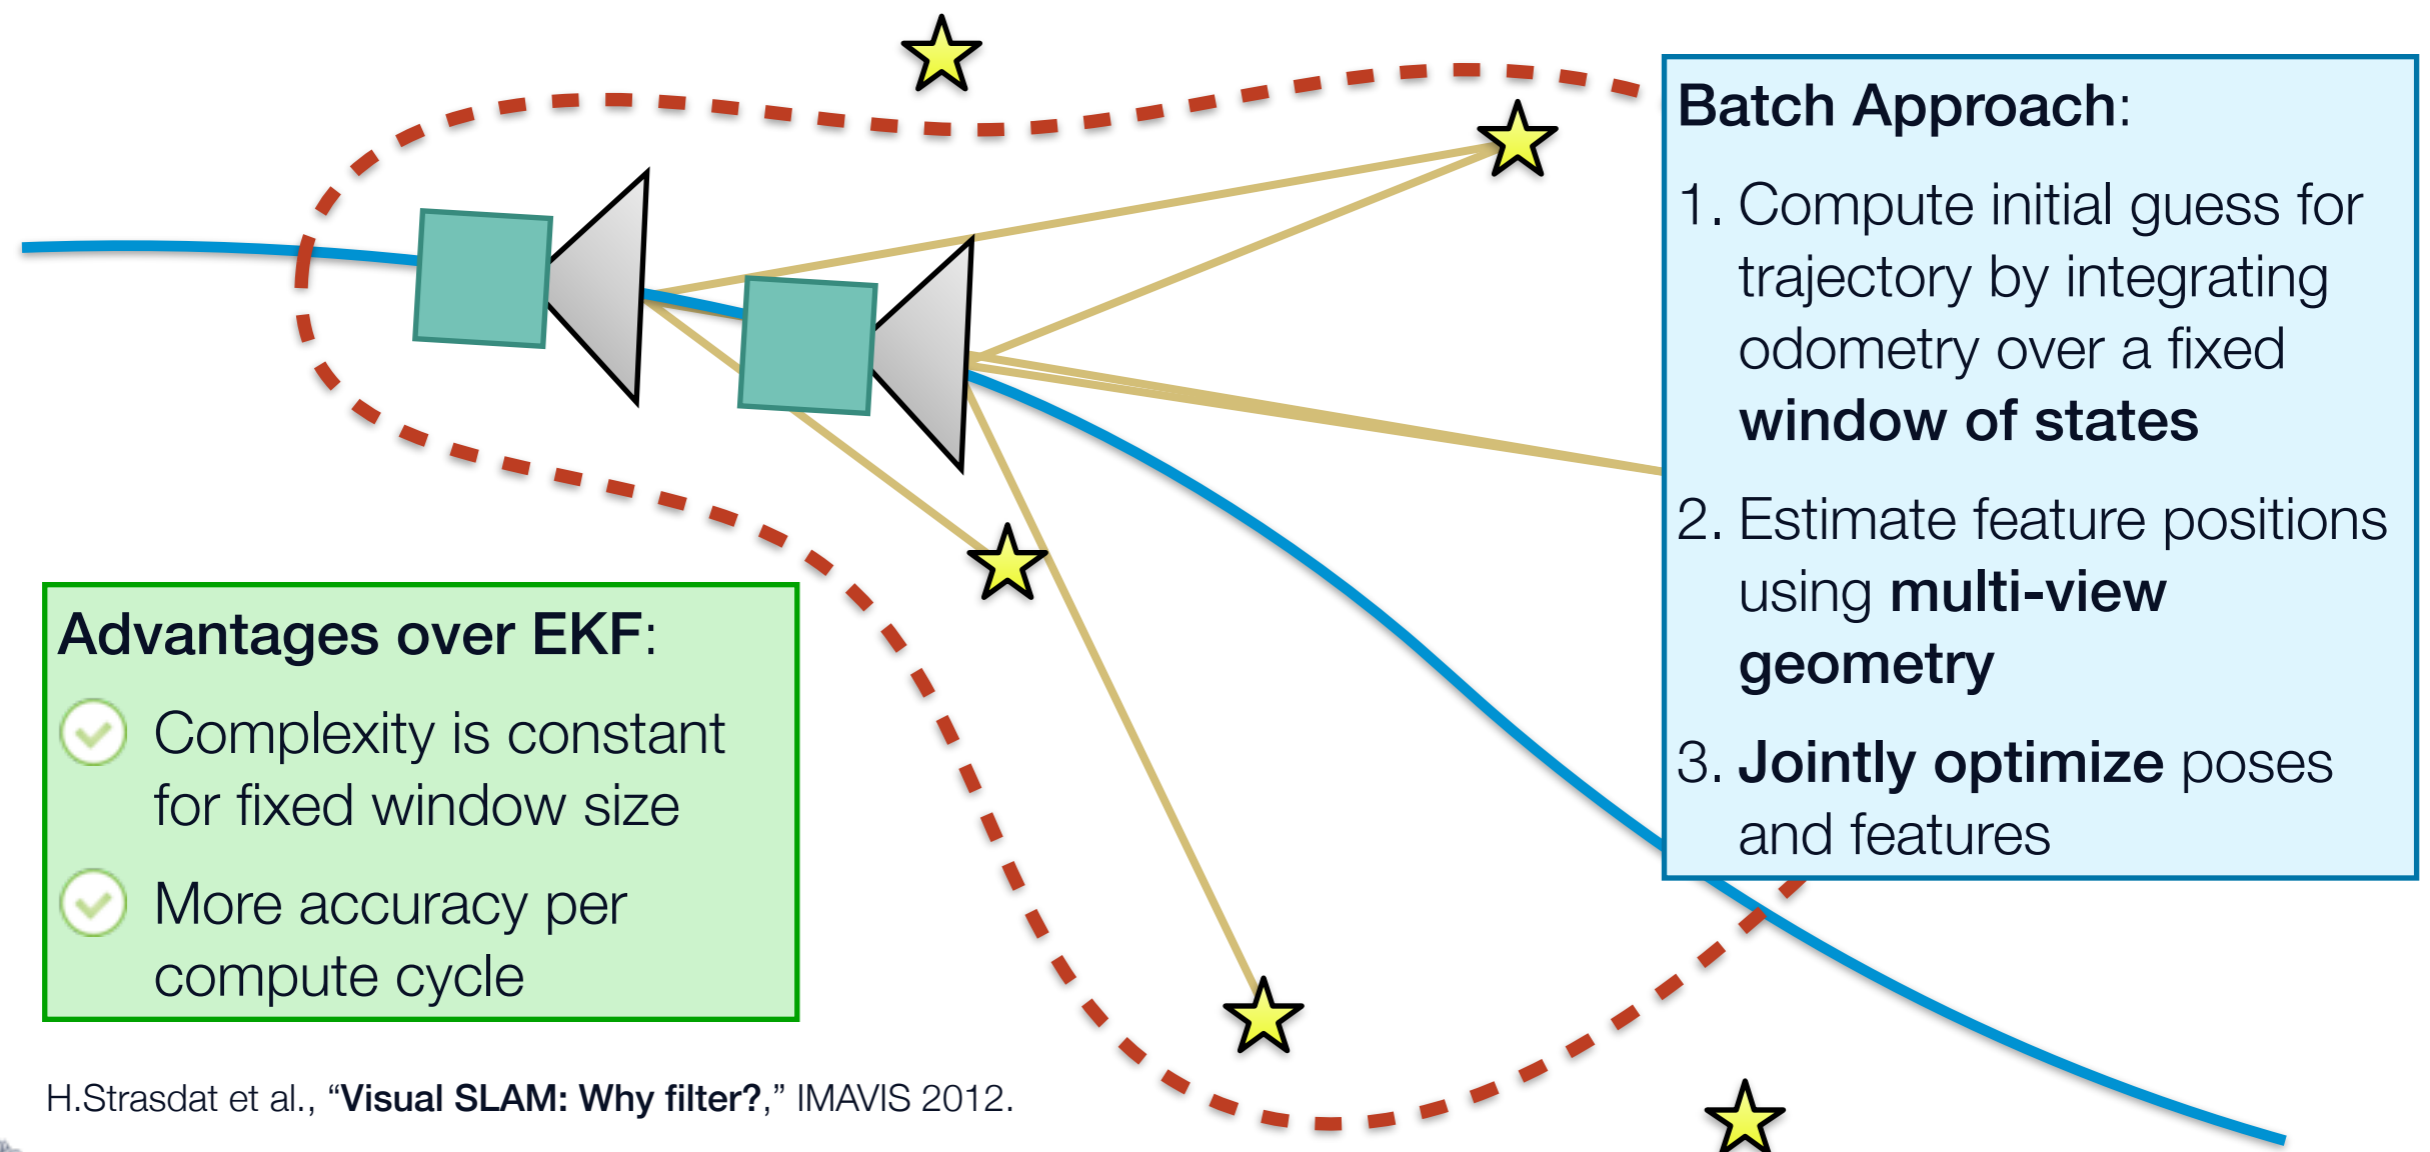 Batch Approach:
1. Compute initial guess for
trajectory by integrating
odometry over a fixed
window of states
2. Estimate feature positions
using multi-view
geometry
3. Jointly optimize poses
and features
Advantages over EKF:
Complexity is constant
for fixed window size
More accuracy per
compute cycle
H.Strasdat et al., “Visual SLAM: Why filter?,” IMAVIS 2012.